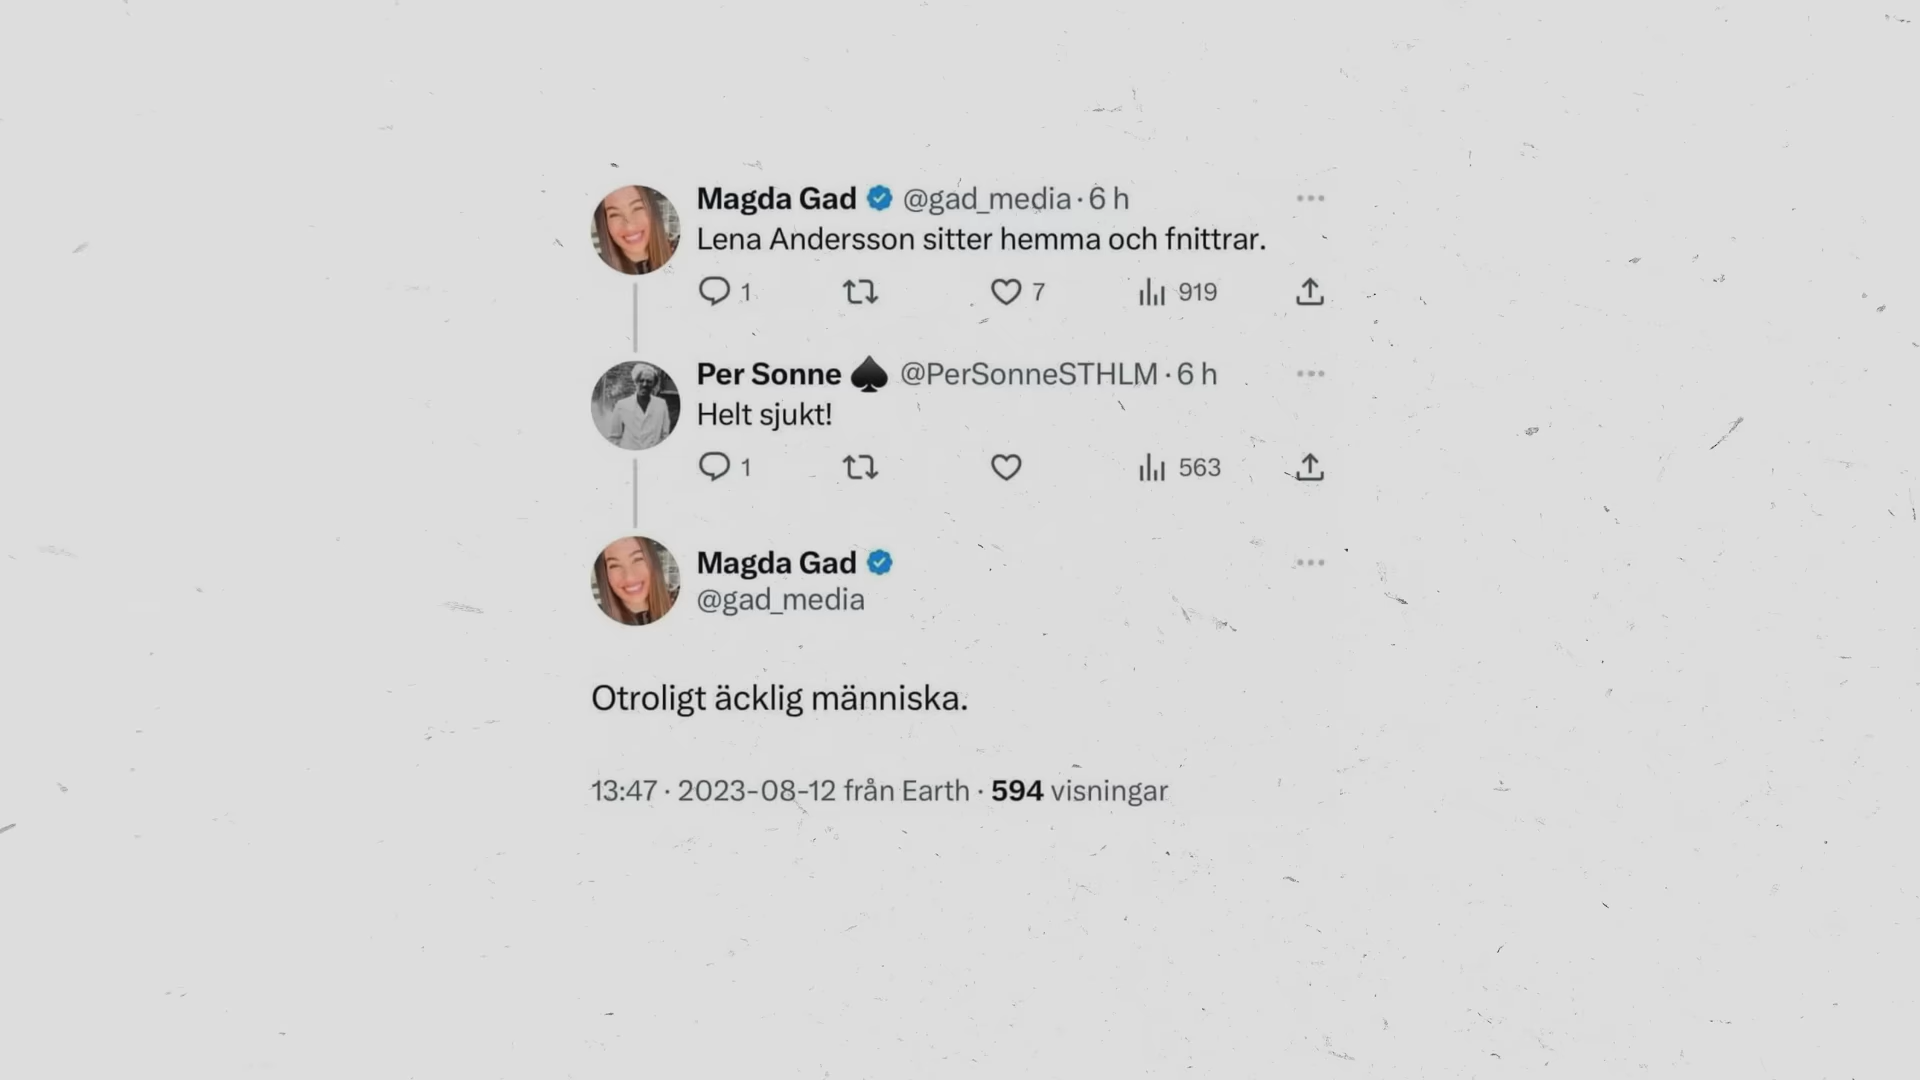 Magda Gad @gad_media · 6 h
Lena Andersson sitter hemma och fnittrar.
1 7 919
Per Sonne ♠ @PerSonneSTHLM · 6 h
Helt sjukt!
1 563
Magda Gad
@gad_media
Otroligt äcklig människa.
13:47 · 2023-08-12 från Earth · 594 visningar